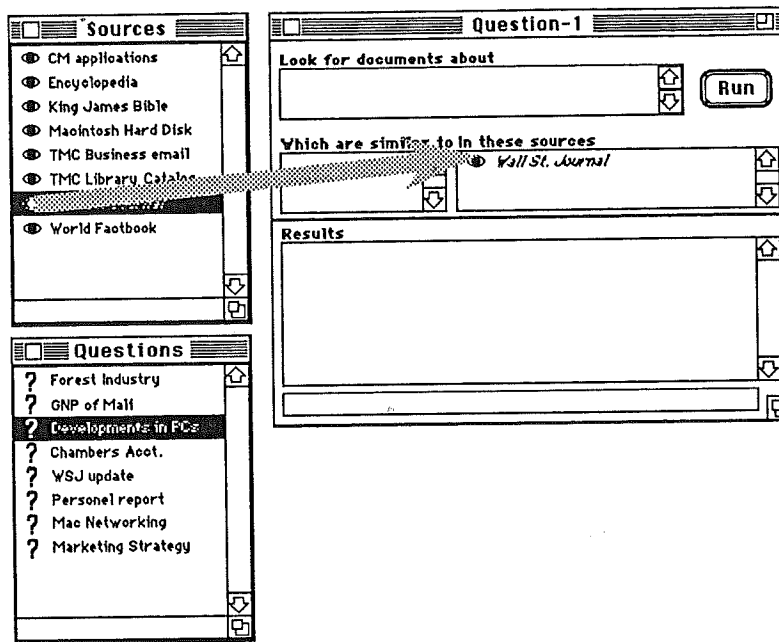 Sources
CM applications
Encyclopedia
King James Bible
Macintosh Hard Disk
TMC Business email
TMC Library Catalog
World Factbook
Questions
? Forest Industry
? GNP of Mali
? Developments in PCs
? Chambers Acct.
? WSJ update
? Personel report
? Mac Networking
? Marketing Strategy
Question-1
Look for documents about
Run
Which are similar to in these sources
Wall St. Journal
Results